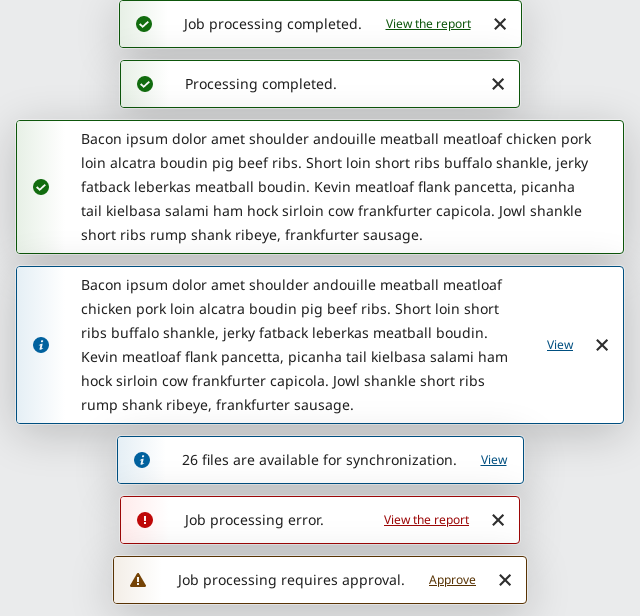 Job processing completed. View the report
Processing completed.
Bacon ipsum dolor amet shoulder andouille meatball meatloaf chicken pork
loin alcatra boudin pig beef ribs. Short loin short ribs buffalo shankle, jerky
fatback leberkas meatball boudin. Kevin meatloaf flank pancetta, picanha
tail kielbasa salami ham hock sirloin cow frankfurter capicola. Jowl shankle
short ribs rump shank ribeye, frankfurter sausage.
Bacon ipsum dolor amet shoulder andouille meatball meatloaf
chicken pork loin alcatra boudin pig beef ribs. Short loin short
ribs buffalo shankle, jerky fatback leberkas meatball boudin.
Kevin meatloaf flank pancetta, picanha tail kielbasa salami ham
hock sirloin cow frankfurter capicola. Jowl shankle short ribs
rump shank ribeye, frankfurter sausage.
View
26 files are available for synchronization. View
Job processing error. View the report
Job processing requires approval. Approve